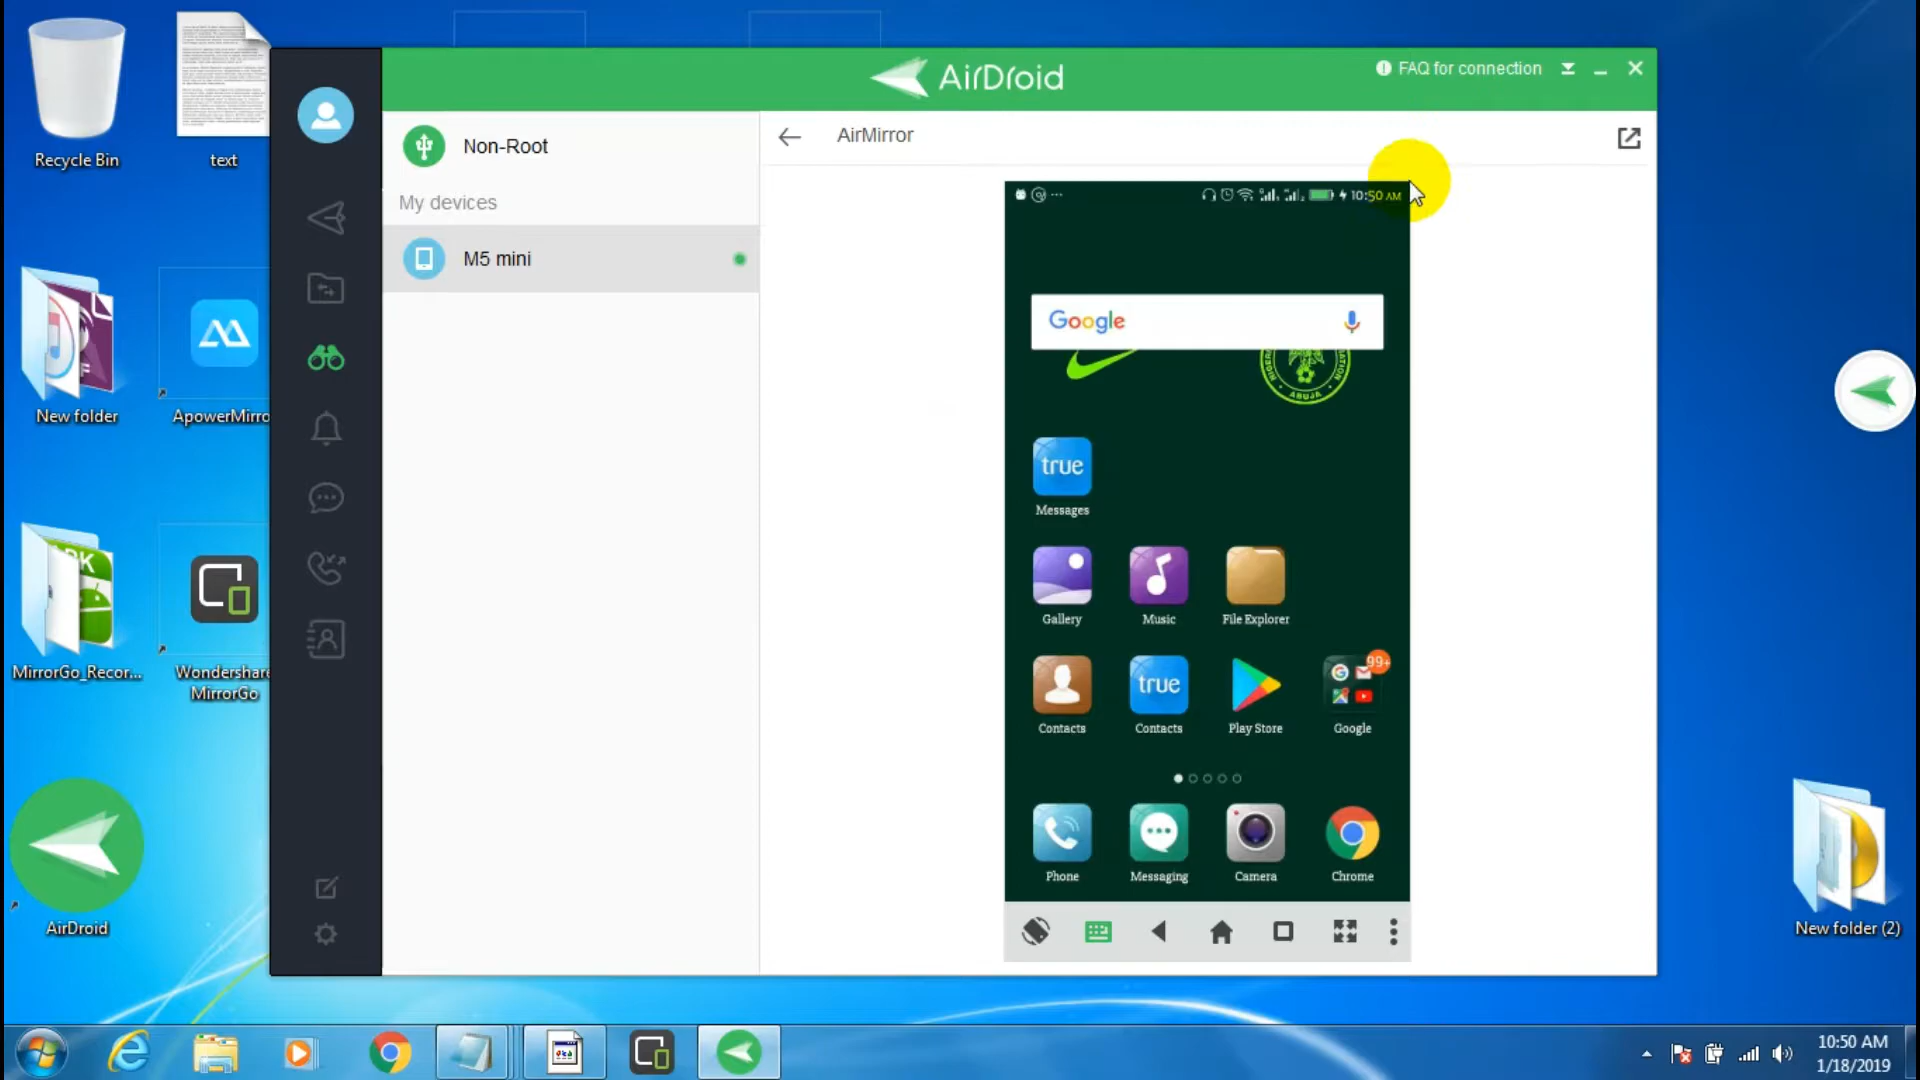 Recycle Bin
text
AirDroid
FAQ for connection
Non-Root
My devices
M5 mini
AirMirror
10:50 AM
Google
ABUJA
true
Messages
Gallery
Music
File Explorer
Contacts
true
Contacts
Play Store
99+
Google
Phone
Messaging
Camera
Chrome
New folder
ApowerMirro
MirrorGo_Recor...
Wondershare
MirrorGo
AirDroid
New folder (2)
10:50 AM
1/18/2019